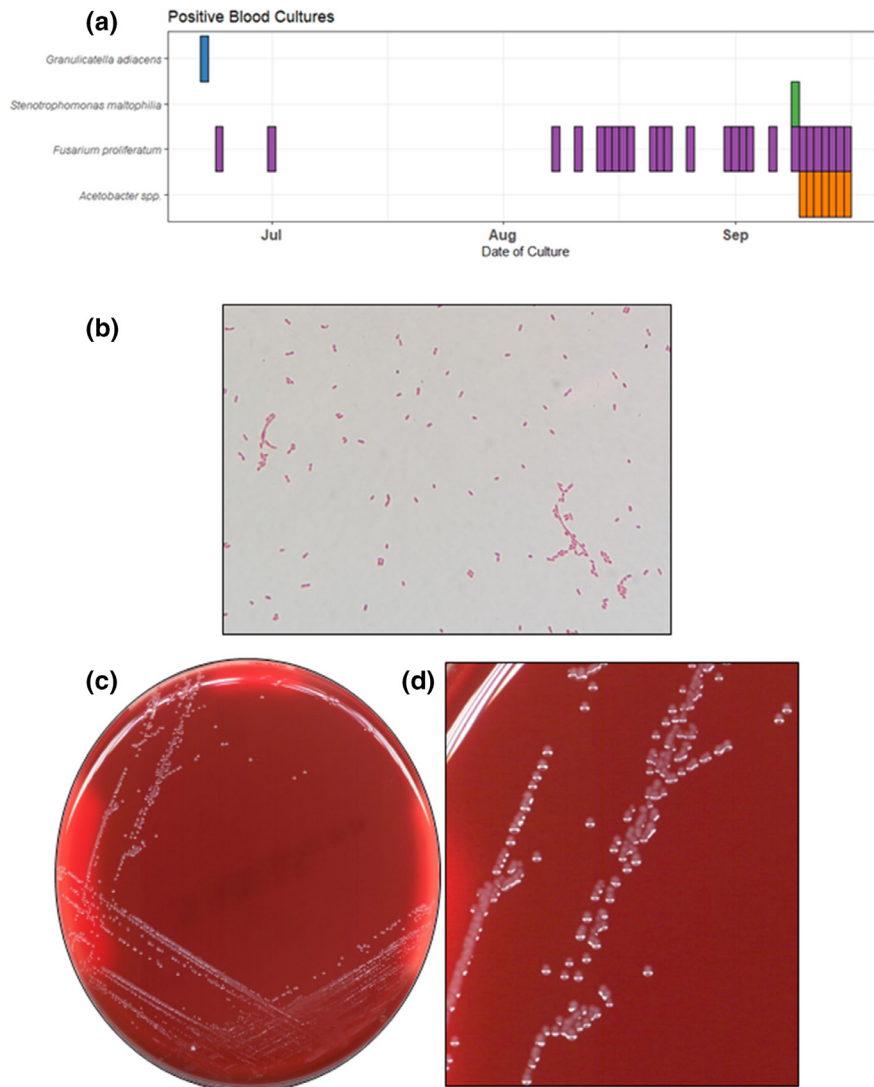 (a)
Positive Blood Cultures
Granulicatella adiacens
Stenotrophomonas maltophilia
Fusarium proliferatum
Acetobacter spp.
Jul Aug Sep
Date of Culture
(b)
(c)
(d)